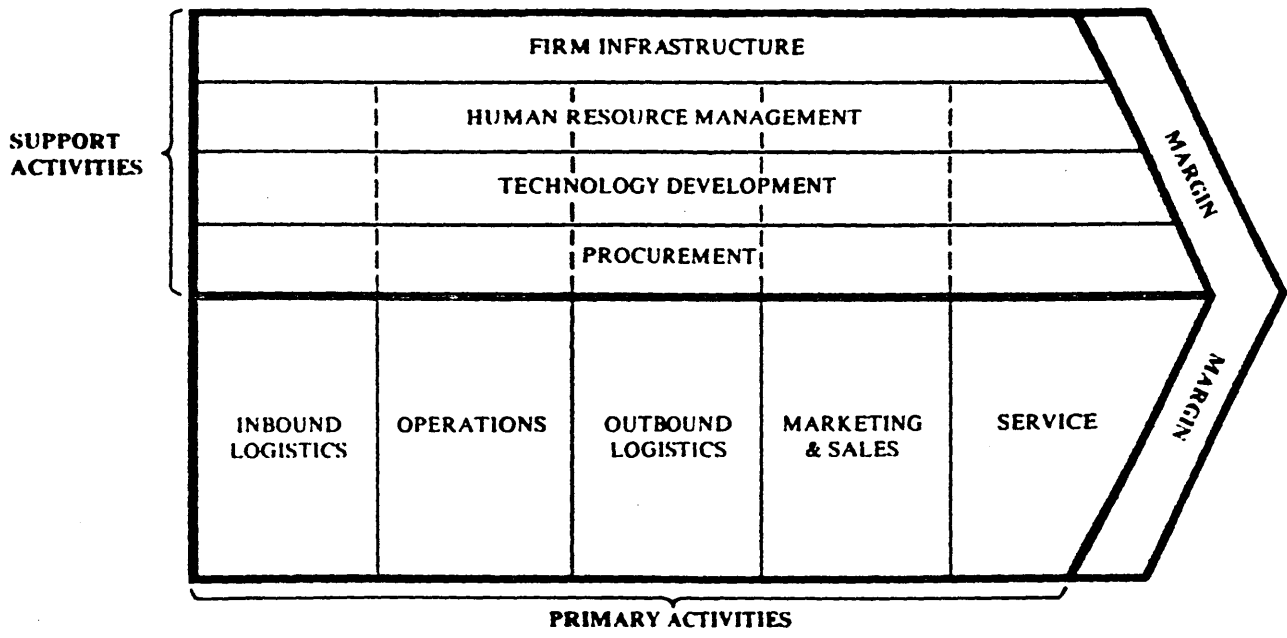 FIRM INFRASTRUCTURE
HUMAN RESOURCE MANAGEMENT
SUPPORT
ACTIVITIES
TECHNOLOGY DEVELOPMENT
PROCUREMENT
MARGIN
MARGIN
INBOUND
LOGISTICS
OPERATIONS
OUTBOUND
LOGISTICS
MARKETING
& SALES
SERVICE
PRIMARY ACTIVITIES